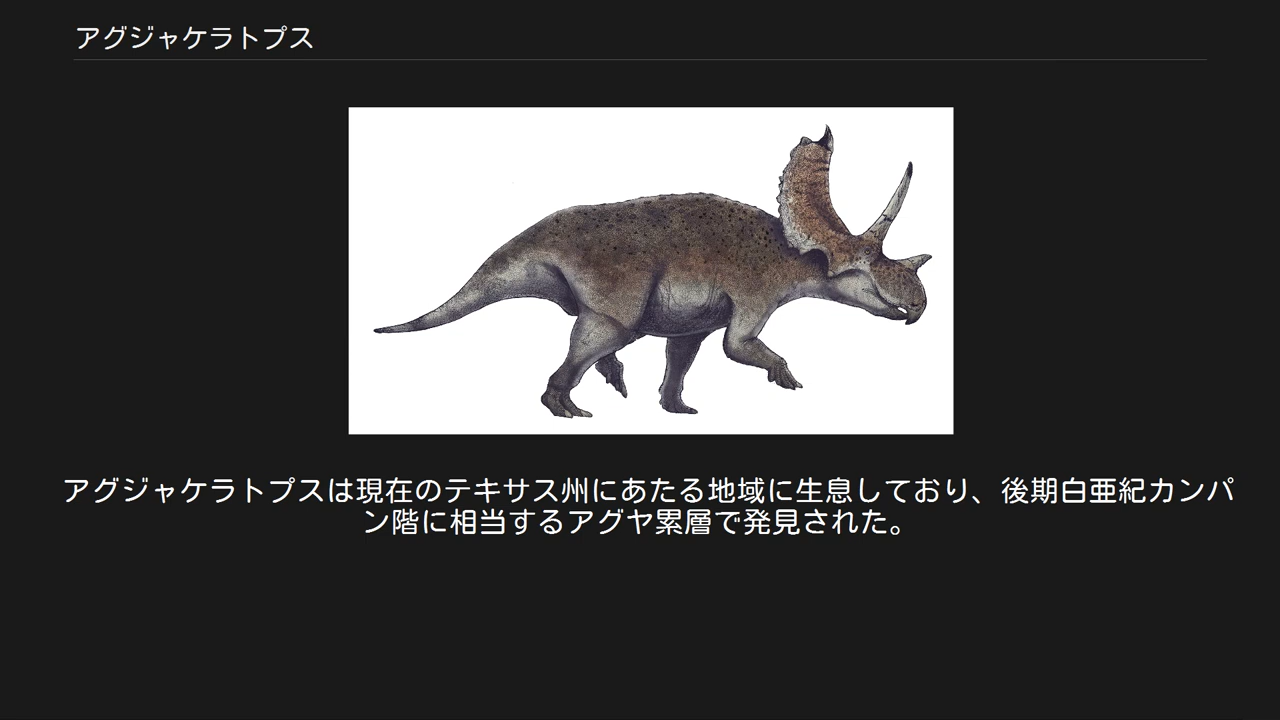 アグジャケラトプス
アグジャケラトプスは現在のテキサス州にあたる地域に生息しており、後期白亜紀カンパ
ン階に相当するアグヤ累層で発見された。